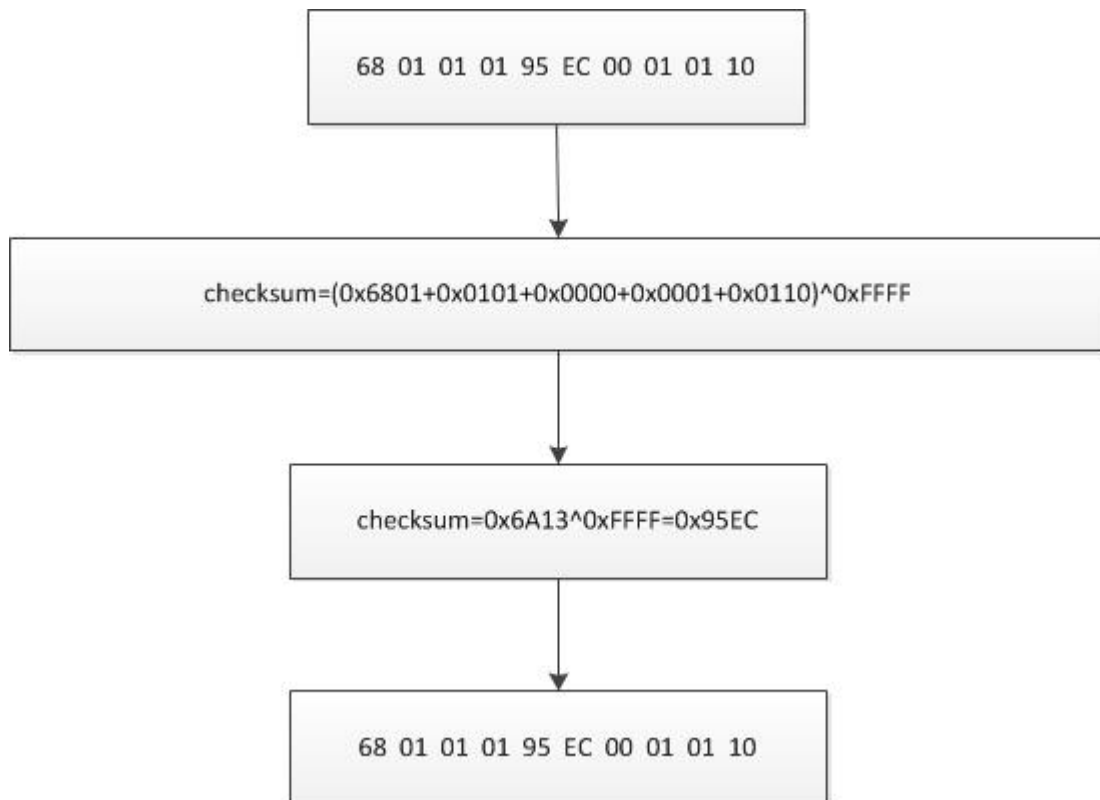 68 01 01 01 95 EC 00 01 01 10
checksum=(0x6801+0x0101+0x0000+0x0001+0x0110)^0xFFFF
checksum=0x6A13^0xFFFF=0x95EC
68 01 01 01 95 EC 00 01 01 10